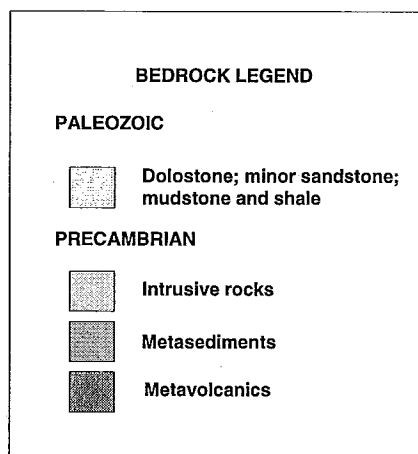 BEDROCK LEGEND
PALEOZOIC
Dolostone; minor sandstone;
mudstone and shale
PRECAMBRIAN
Intrusive rocks
Metasediments
Metavolcanics